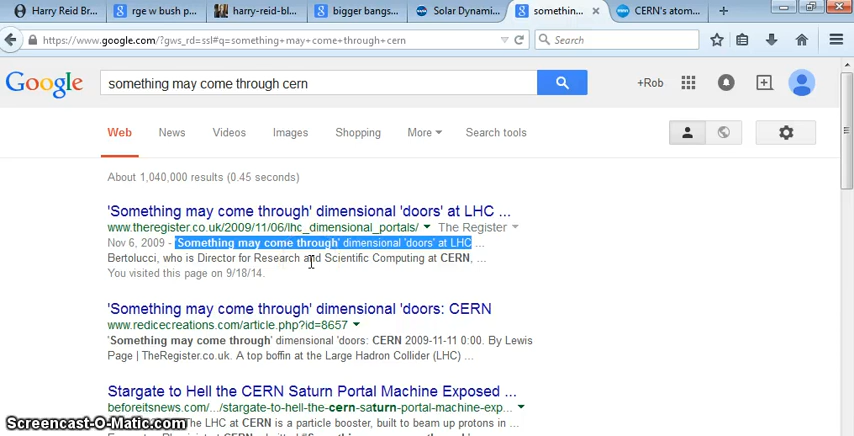 Harry Reid Br...
rge w bush p...
harry-reid-bl...
bigger bangs...
Solar Dynamic...
somethin...
CERN's atom...
https://www.google.com/?gws_rd=ssl#q=something+may+come+through+cern
Search
Google
something may come through cern
+Rob
Web
News
Videos
Images
Shopping
More
Search tools
About 1,040,000 results (0.45 seconds)
'Something may come through' dimensional 'doors' at LHC ...
www.theregister.co.uk/2009/11/06/lhc_dimensional_portals/
The Register
Nov 6, 2009 - 'Something may come through' dimensional 'doors' at LHC ...
Bertolucci, who is Director for Research and Scientific Computing at CERN, ...
You visited this page on 9/18/14.
'Something may come through' dimensional 'doors: CERN
www.redicecreations.com/article.php?id=8657
'Something may come through' dimensional 'doors: CERN 2009-11-11 0:00. By Lewis
Page | TheRegister.co.uk. A top boffin at the Large Hadron Collider (LHC) ...
Stargate to Hell the CERN Saturn Portal Machine Exposed ...
beforeitsnews.com/.../stargate-to-hell-the-cern-saturn-portal-machine-exp...
The LHC at CERN is a particle booster, built to beam up protons in ...
Screencast-O-Matic.com